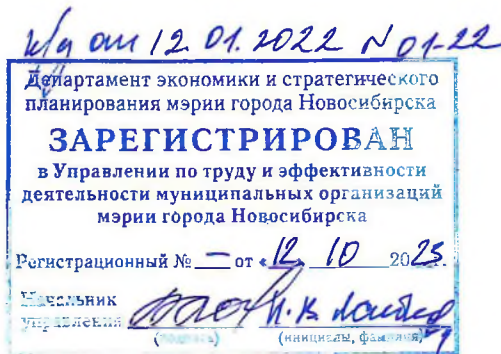 от 12.01.2022 N 01-22
Департамент экономики и стратегического
планирования мэрии города Новосибирска
ЗАРЕГИСТРИРОВАН
в Управлении по труду и эффективности
деятельности муниципальных организаций
мэрии города Новосибирска
Регистрационный № — от «12 10 2023.
Начальник
управления Н.В.
(подпись) (инициалы, фамилия)